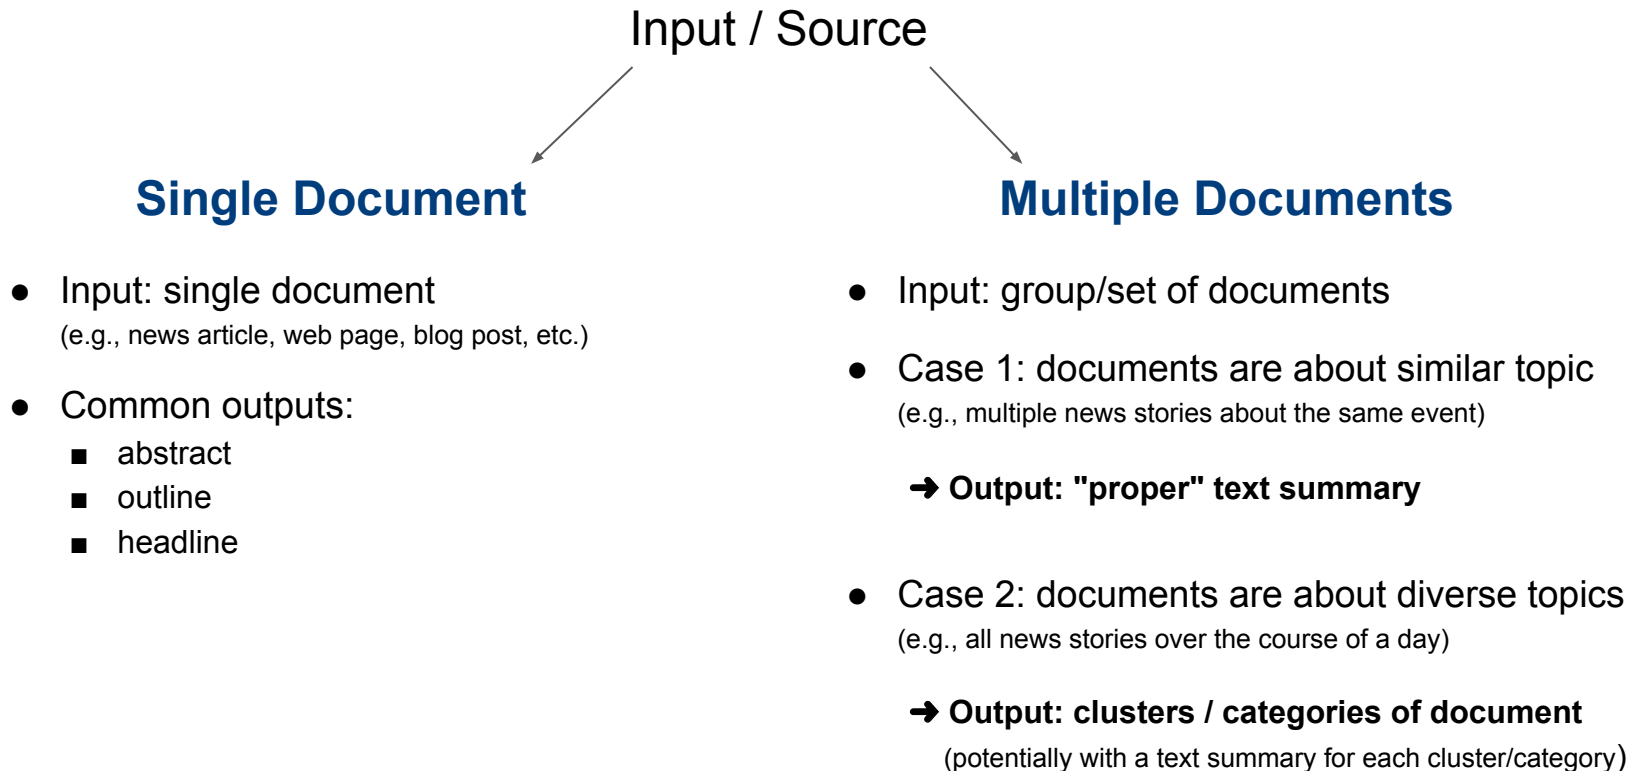 Input / Source
Single Document
● Input: single document
(e.g., news article, web page, blog post, etc.)
● Common outputs:
■ abstract
■ outline
■ headline
Multiple Documents
● Input: group/set of documents
● Case 1: documents are about similar topic
(e.g., multiple news stories about the same event)
➜ Output: "proper" text summary
● Case 2: documents are about diverse topics
(e.g., all news stories over the course of a day)
➜ Output: clusters / categories of document
(potentially with a text summary for each cluster/category)